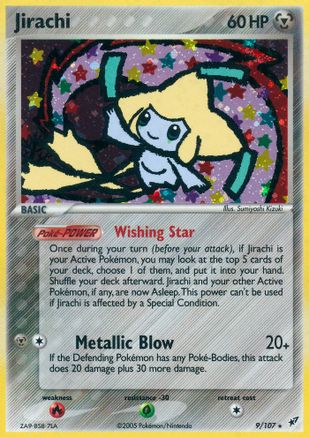 Jirachi 60 HP
BASIC Illus. Sumiyoshi Kizuki
Poké-POWER Wishing Star
Once during your turn (before your attack), if Jirachi is
your Active Pokémon, you may look at the top 5 cards of
your deck, choose 1 of them, and put it into your hand.
Shuffle your deck afterward. Jirachi and your other Active
Pokémon, if any, are now Asleep. This power can't be used
if Jirachi is affected by a Special Condition.
Metallic Blow 20+
If the Defending Pokémon has any Poké-Bodies, this attack
does 20 damage plus 30 more damage.
weakness resistance -30 retreat cost
ZA9-BS8-7LA ©2005 Pokémon/Nintendo 9/107